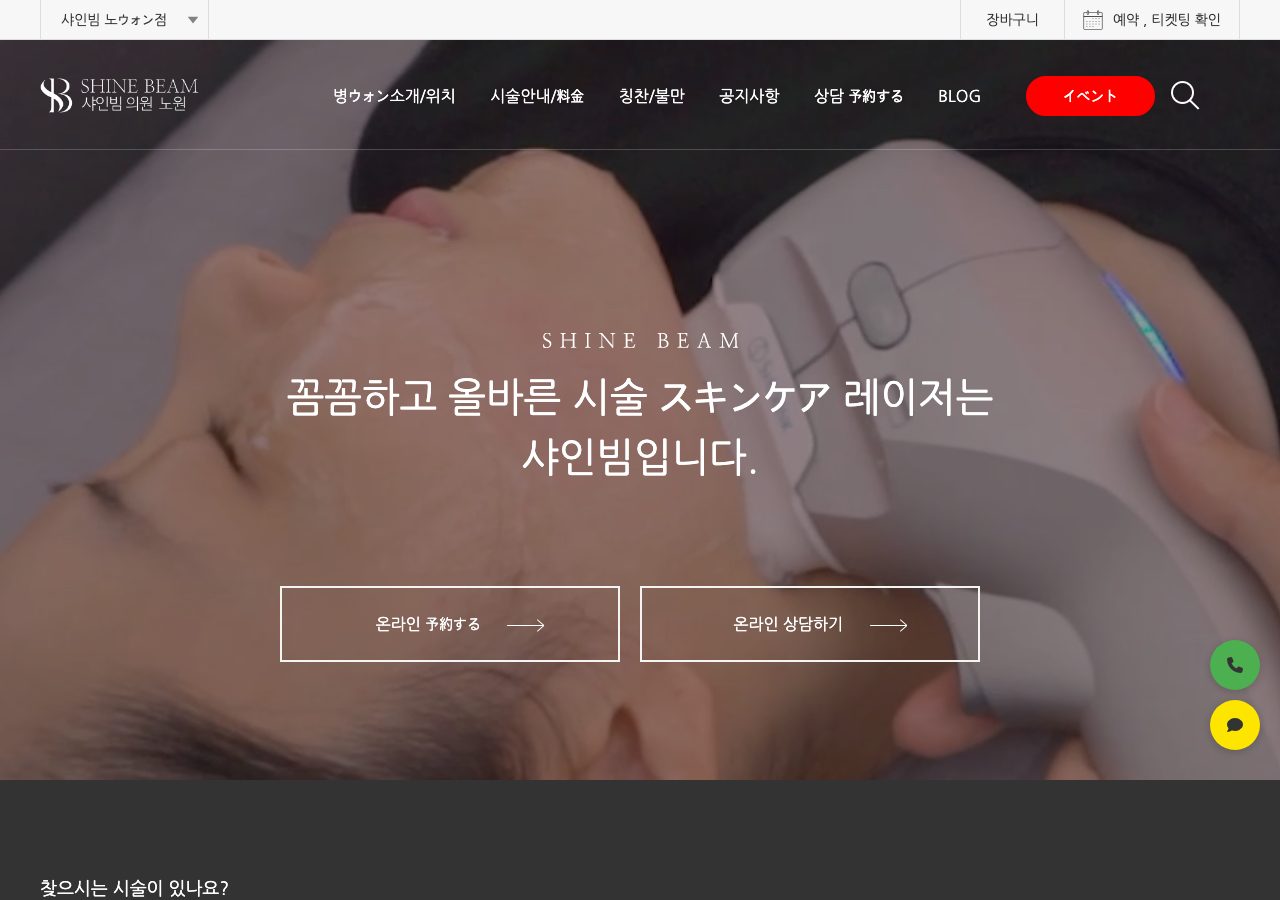 샤인빔 노ウォン점
장바구니
예약 , 티켓팅 확인
SHINE BEAM
샤인빔 의원 노원
병ウォン소개/위치
시술안내/料金
칭찬/불만
공지사항
상담 予約する
BLOG
イベント
SHINE BEAM
꼼꼼하고 올바른 시술 スキンケア 레이저는
샤인빔입니다.
온라인 予約する
온라인 상담하기
찾으시는 시술이 있나요?